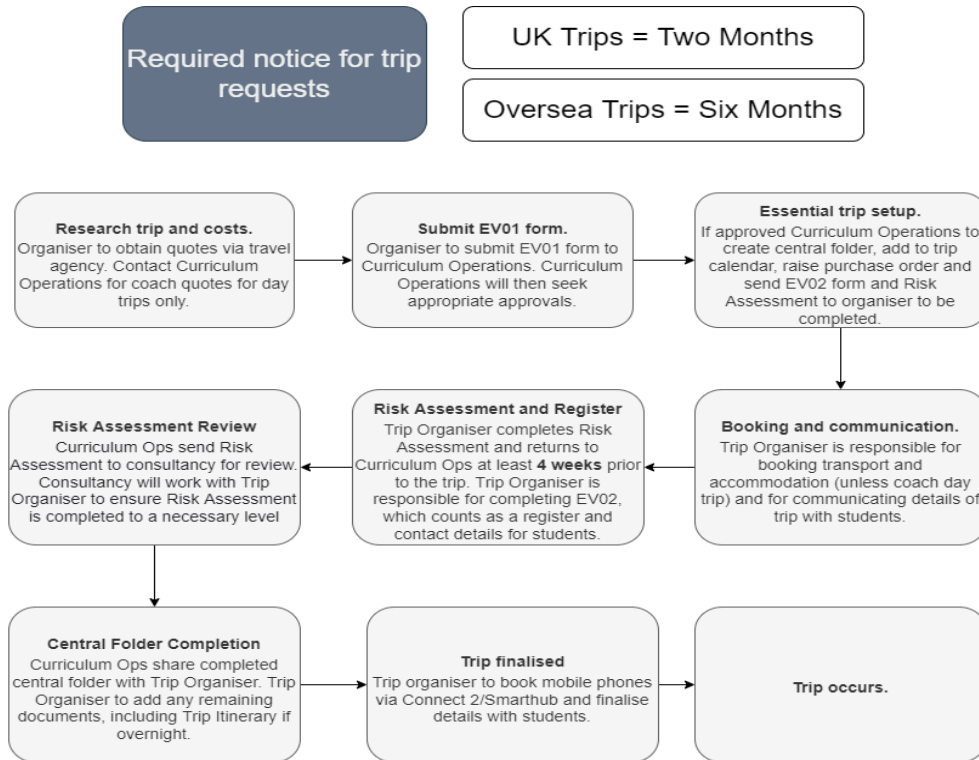 Required notice for trip
requests
UK Trips = Two Months
Oversea Trips = Six Months
Research trip and costs.
Organiser to obtain quotes via travel
agency. Contact Curriculum
Operations for coach quotes for day
trips only.
Submit EV01 form.
Organiser to submit EV01 form to
Curriculum Operations. Curriculum
Operations will then seek
appropriate approvals.
Essential trip setup.
If approved Curriculum Operations to
create central folder, add to trip
calendar, raise purchase order and
send EV02 form and Risk
Assessment to organiser to be
completed.
Risk Assessment Review
Curriculum Ops send Risk
Assessment to consultancy for review.
Consultancy will work with Trip
Organiser to ensure Risk Assessment
is completed to a necessary level
Risk Assessment and Register
Trip Organiser completes Risk
Assessment and returns to
Curriculum Ops at least 4 weeks prior
to the trip. Trip Organiser is
responsible for completing EV02,
which counts as a register and
contact details for students.
Booking and communication.
Trip Organiser is responsible for
booking transport and
accommodation (unless coach day
trip) and for communicating details of
trip with students.
Central Folder Completion
Curriculum Ops share completed
central folder with Trip Organiser. Trip
Organiser to add any remaining
documents, including Trip Itinerary if
overnight.
Trip finalised
Trip organiser to book mobile phones
via Connect 2/Smarthub and finalise
details with students.
Trip occurs.